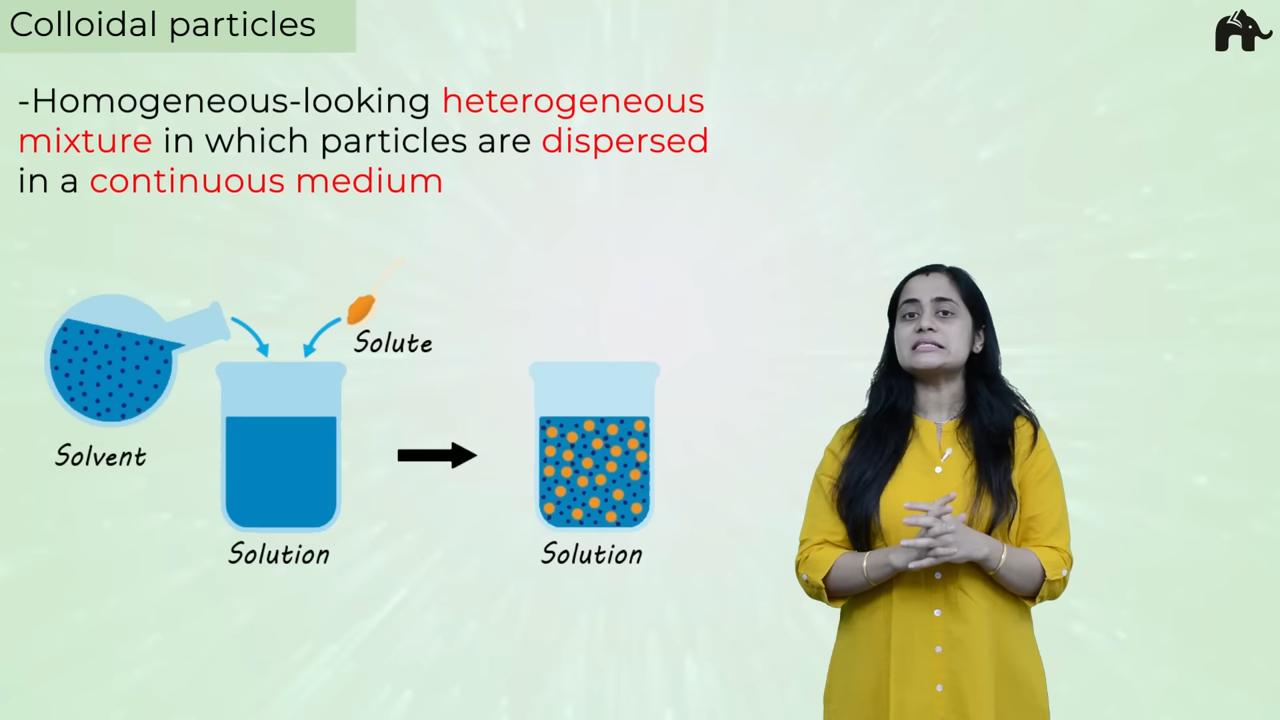 Colloidal particles
-Homogeneous-looking heterogeneous
mixture in which particles are dispersed
in a continuous medium
Solute
Solvent
Solution
Solution